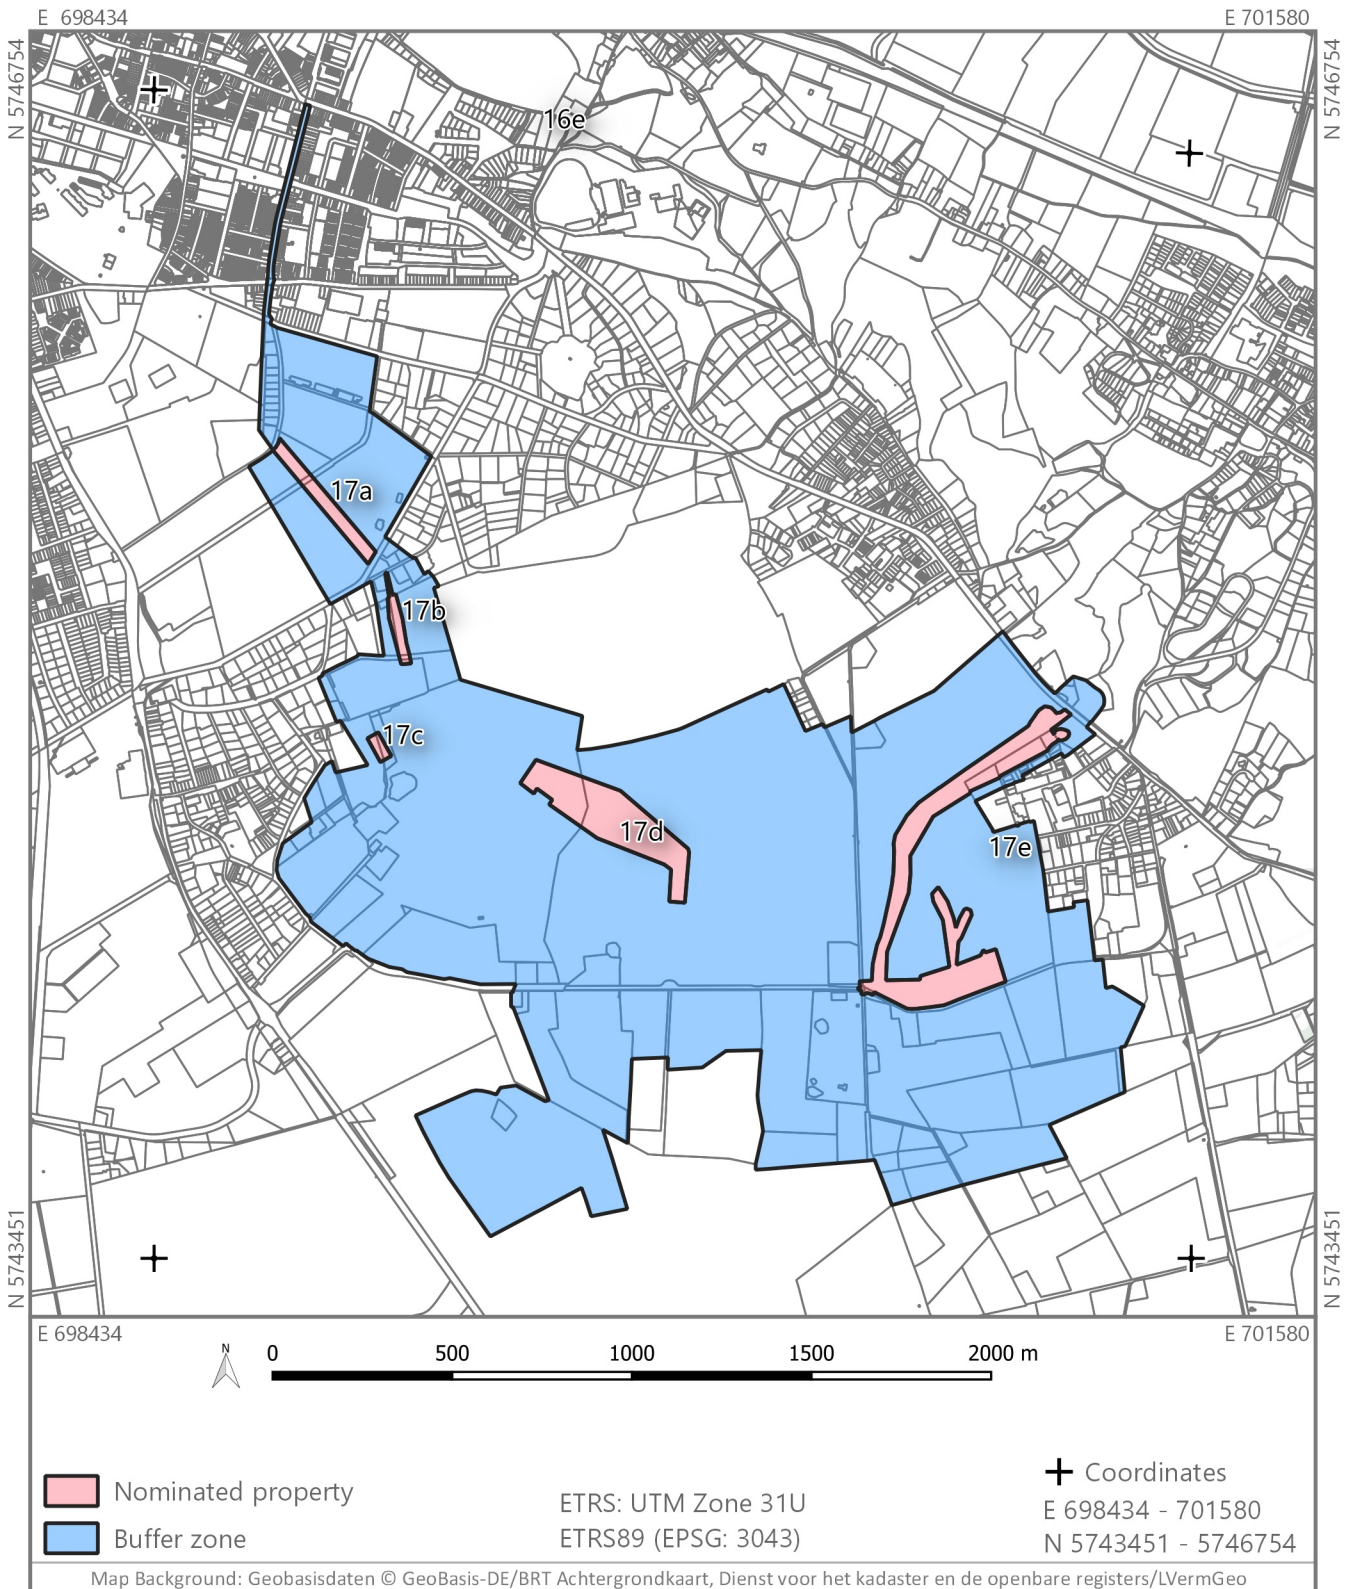 E 698434
E 701580
N 5746754
N 5746754
16e
17a
17b
17c
17d
17e
N 5743451
N 5743451
E 698434
E 701580
N
0 500 1000 1500 2000 m
Nominated property
Buffer zone
ETRS: UTM Zone 31U
ETRS89 (EPSG: 3043)
Coordinates
E 698434 - 701580
N 5743451 - 5746754
Map Background: Geobasisdaten © GeoBasis-DE/BRT Achtergrondkaart, Dienst voor het kadaster en de openbare registers/LVermGeo